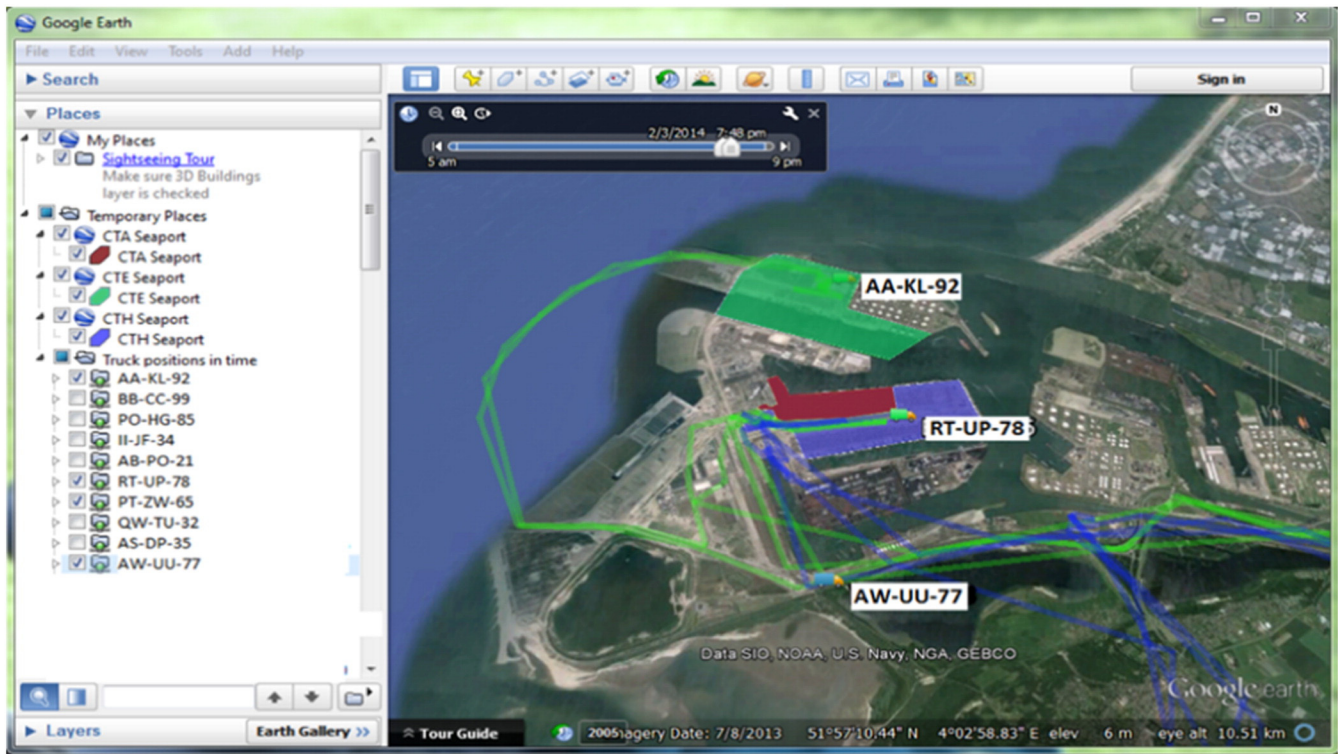 Google Earth
File Edit View Tools Add Help
Search
Sign in
Places
My Places
Sightseeing Tour
Make sure 3D Buildings
layer is checked
Temporary Places
CTA Seaport
CTA Seaport
CTE Seaport
CTE Seaport
CTH Seaport
CTH Seaport
Truck positions in time
AA-KL-92
BB-CC-99
PO-HG-85
II-JF-34
AB-PO-21
RT-UP-78
PT-ZW-65
QW-TU-32
AS-DP-35
AW-UU-77
Layers
Earth Gallery >>
2/3/2014 7:48 pm
5 am 9 pm
N
AA-KL-92
RT-UP-78
AW-UU-77
Data SIO, NOAA, U.S. Navy, NGA, GEBCO
Google earth
Tour Guide
2005 Imagery Date: 7/8/2013 51°57'10.44" N 4°02'58.83" E elev 6 m eye alt 10.51 km